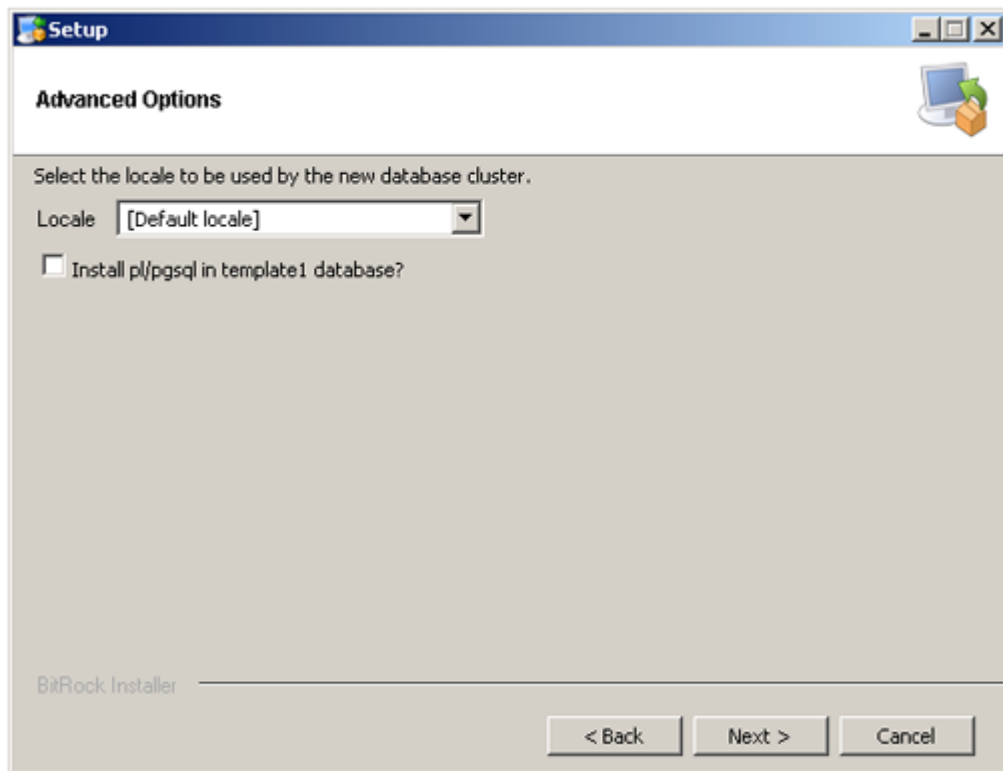 Setup
Advanced Options
Select the locale to be used by the new database cluster.
Locale [Default locale]
Install pl/pgsql in template1 database?
BitRock Installer
< Back Next > Cancel